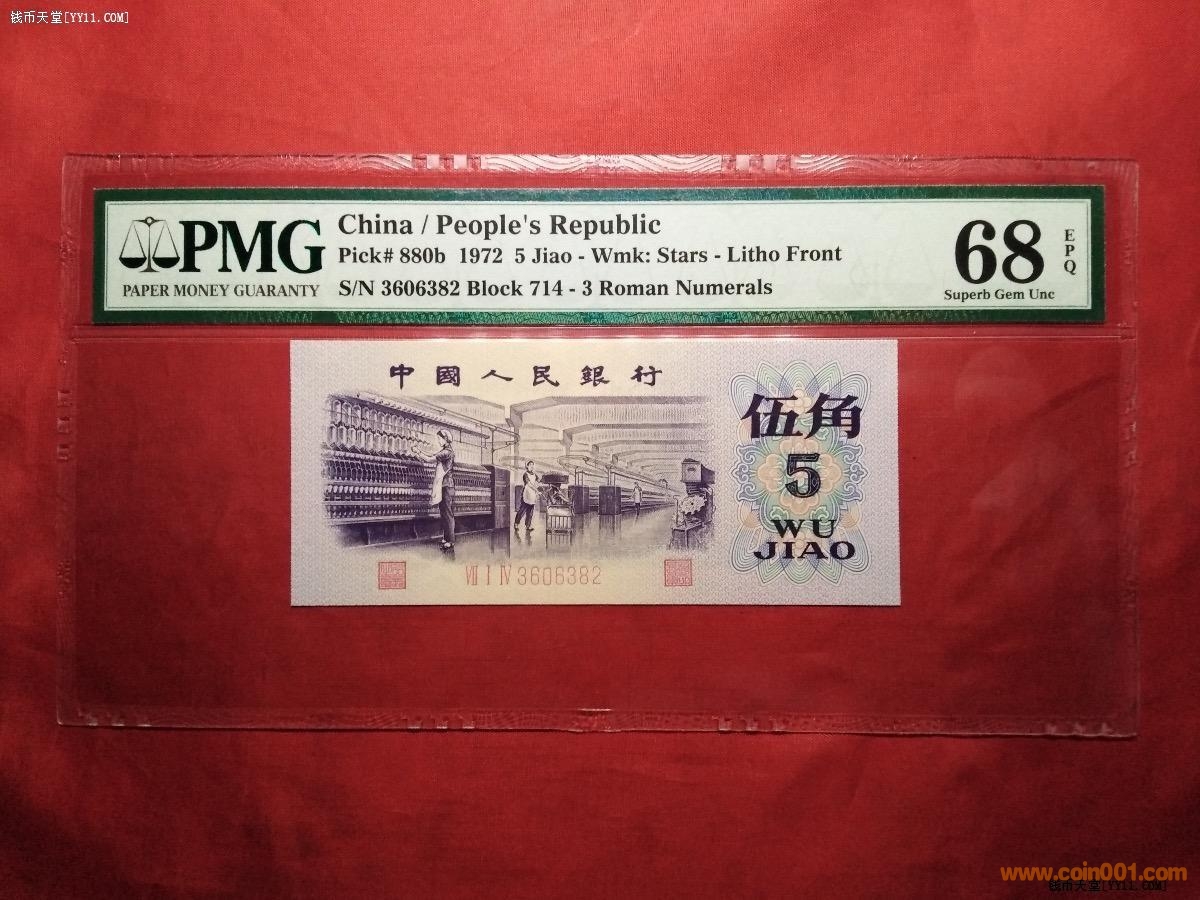 钱币天堂[YY11.COM]
PMG
PAPER MONEY GUARANTY
China / People's Republic
Pick# 880b 1972 5 Jiao - Wmk: Stars - Litho Front
S/N 3606382 Block 714 - 3 Roman Numerals
68
EPQ
Superb Gem Unc
中國人民銀行
伍角
5
WU
JIAO
Ⅶ Ⅰ Ⅳ 3606382
www.coin001.com
钱币天堂[YY11.COM]